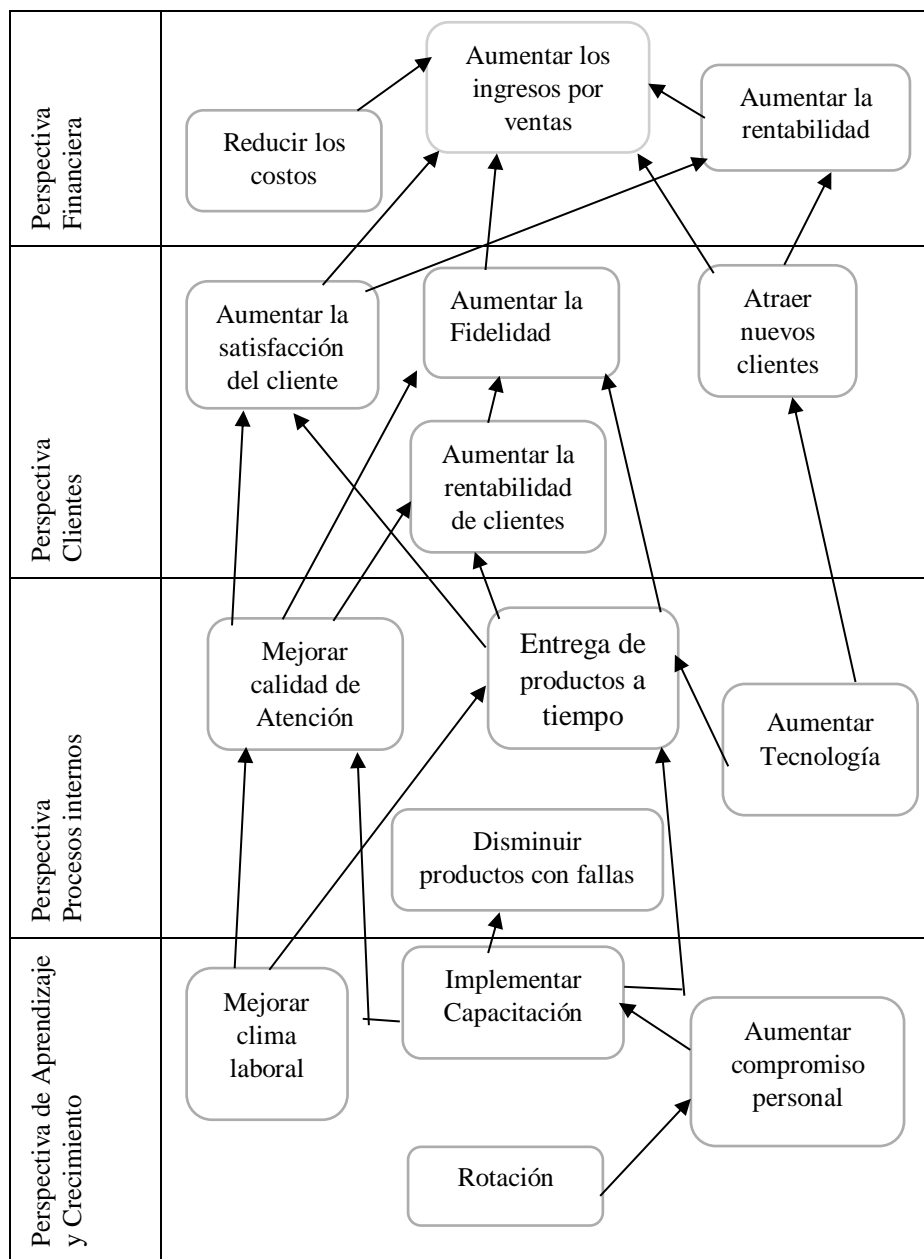 Perspectiva
Financiera
Aumentar los
ingresos por
ventas
Reducir los
costos
Aumentar la
rentabilidad
Perspectiva
Clientes
Aumentar la
satisfacción
del cliente
Aumentar la
Fidelidad
Atraer
nuevos
clientes
Aumentar la
rentabilidad
de clientes
Perspectiva
Procesos internos
Mejorar
calidad de
Atención
Entrega de
productos a
tiempo
Aumentar
Tecnología
Disminuir
productos con fallas
Perspectiva de Aprendizaje
y Crecimiento
Mejorar
clima
laboral
Implementar
Capacitación
Aumentar
compromiso
personal
Rotación